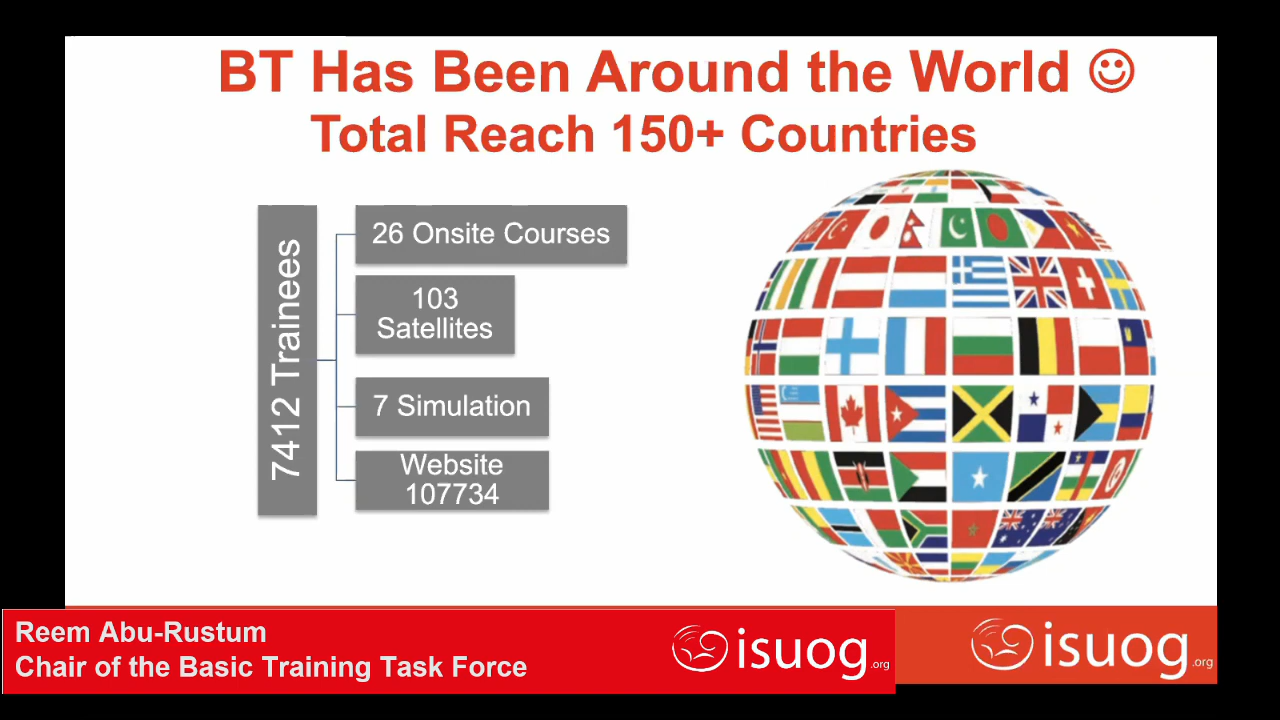 BT Has Been Around the World ☺
Total Reach 150+ Countries
7412 Trainees
26 Onsite Courses
103
Satellites
7 Simulation
Website
107734
Reem Abu-Rustum
Chair of the Basic Training Task Force
isuog.org
isuog.org